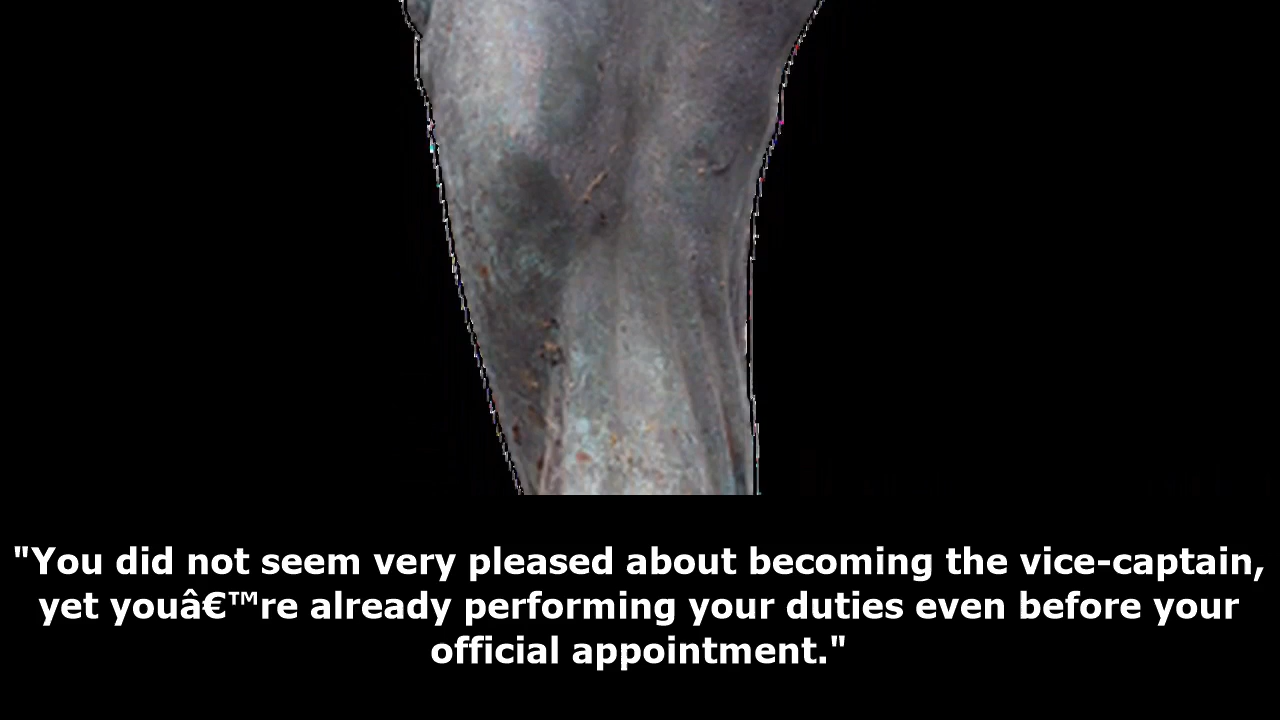 "You did not seem very pleased about becoming the vice-captain,
yet youâ€™re already performing your duties even before your
official appointment."